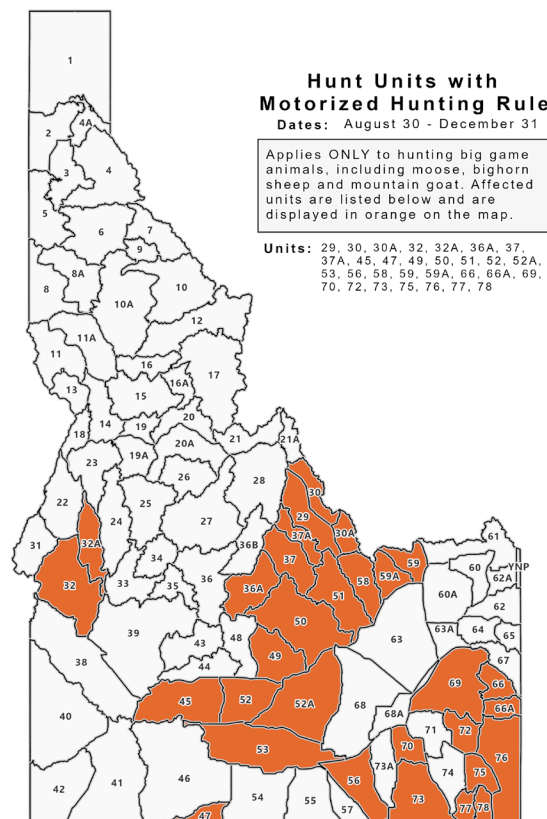 Hunt Units with
Motorized Hunting Rule
Dates: August 30 - December 31
Applies ONLY to hunting big game
animals, including moose, bighorn
sheep and mountain goat. Affected
units are listed below and are
displayed in orange on the map.
Units: 29, 30, 30A, 32, 32A, 36A, 37,
37A, 45, 47, 49, 50, 51, 52, 52A,
53, 56, 58, 59, 59A, 66, 66A, 69,
70, 72, 73, 75, 76, 77, 78
1
4A
2
3
4
5
6
7
9
8A
8
10
10A
12
11A
11
16
17
13
15
16A
14
19
20
18
21
21A
20A
19A
23
26
28
30
22
25
24
27
29
30A
32A
37A
31
36B
61
34
37
59
60
YNP
62A
32
33
35
36
36A
51
58
59A
60A
62
50
39
43
48
63
63A
64
65
38
44
49
67
69
66
45
52
52A
68
66A
40
68A
71
72
53
70
76
73A
74
75
42
41
46
54
55
56
57
73
77
78
47